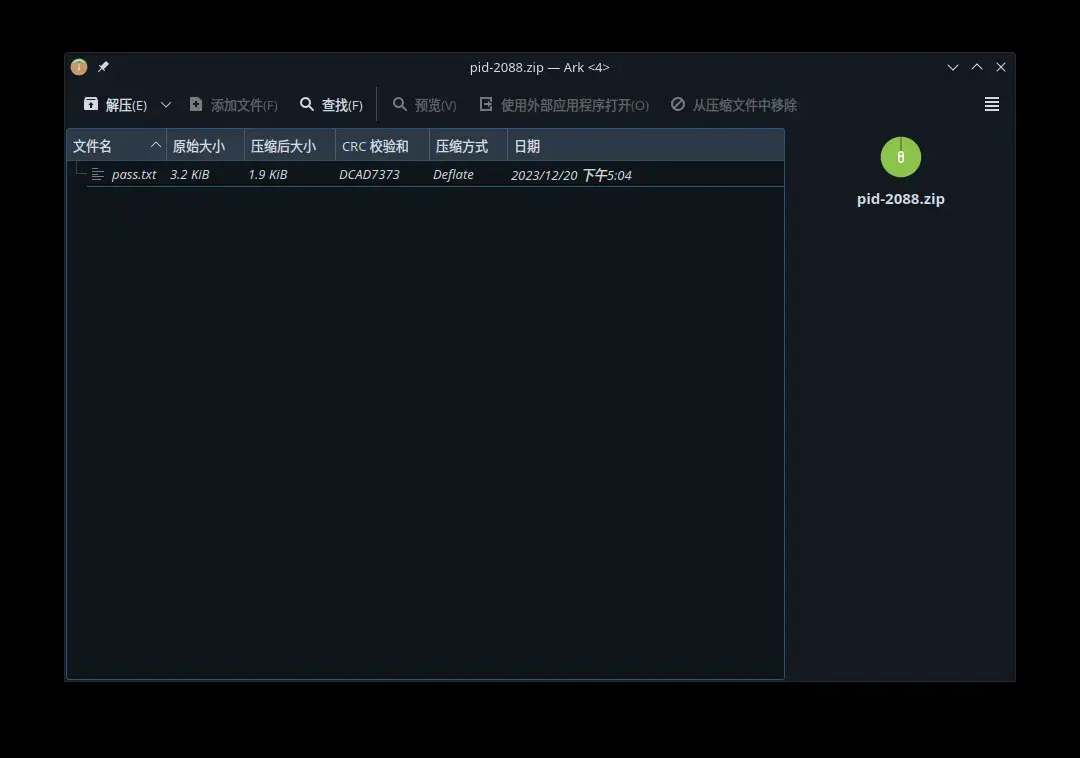 pid-2088.zip — Ark <4>
解压(E) 添加文件(F) 查找(F) 预览(V) 使用外部应用程序打开(O) 从压缩文件中移除
文件名 原始大小 压缩后大小 CRC 校验和 压缩方式 日期
pass.txt 3.2 KiB 1.9 KiB DCAD7373 Deflate 2023/12/20 下午5:04
pid-2088.zip